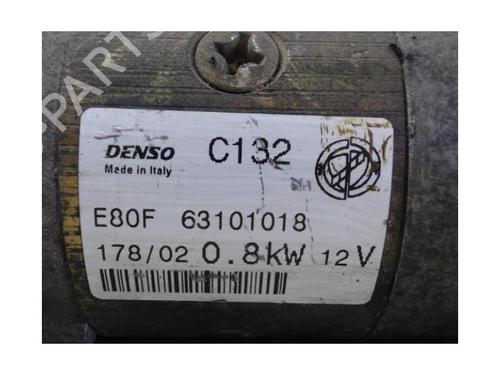 DENSO C132
Made in Italy
E80F 63101018
178/02 0.8kW 12V